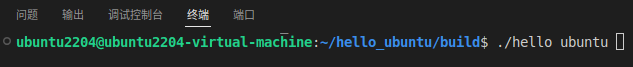 问题 输出 调试控制台 终端 端口
ubuntu2204@ubuntu2204-virtual-machine:~/hello_ubuntu/build$ ./hello ubuntu